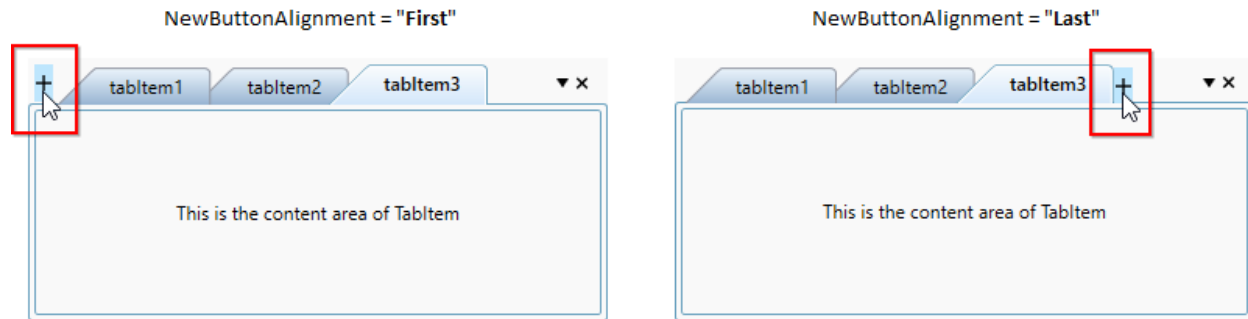 NewButtonAlignment = "First"
+ tabItem1 tabItem2 tabItem3
This is the content area of TabItem
NewButtonAlignment = "Last"
tabItem1 tabItem2 tabItem3 +
This is the content area of TabItem